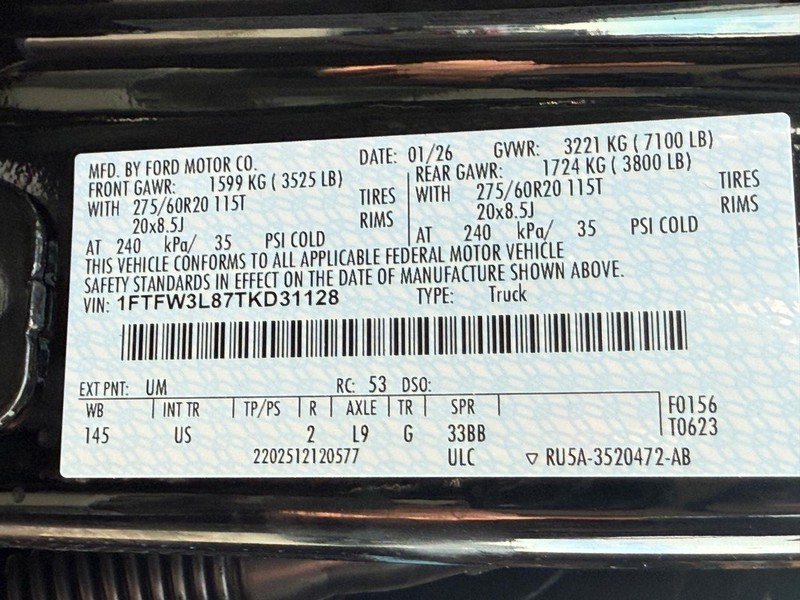 MFD. BY FORD MOTOR CO. DATE: 01/26 GVWR: 3221 KG ( 7100 LB)
FRONT GAWR: 1599 KG ( 3525 LB) REAR GAWR: 1724 KG ( 3800 LB)
WITH 275/60R20 115T TIRES WITH 275/60R20 115T TIRES
20x8.5J RIMS 20x8.5J RIMS
AT 240 kPa/ 35 PSI COLD AT 240 kPa/ 35 PSI COLD
THIS VEHICLE CONFORMS TO ALL APPLICABLE FEDERAL MOTOR VEHICLE
SAFETY STANDARDS IN EFFECT ON THE DATE OF MANUFACTURE SHOWN ABOVE.
VIN: 1FTFW3L87TKD31128 TYPE: Truck
EXT PNT: UM RC: 53 DSO:
WB INT TR TP/PS R AXLE TR SPR F0156
145 US 2 L9 G 33BB T0623
2202512120577 ULC ▽ RU5A-3520472-AB